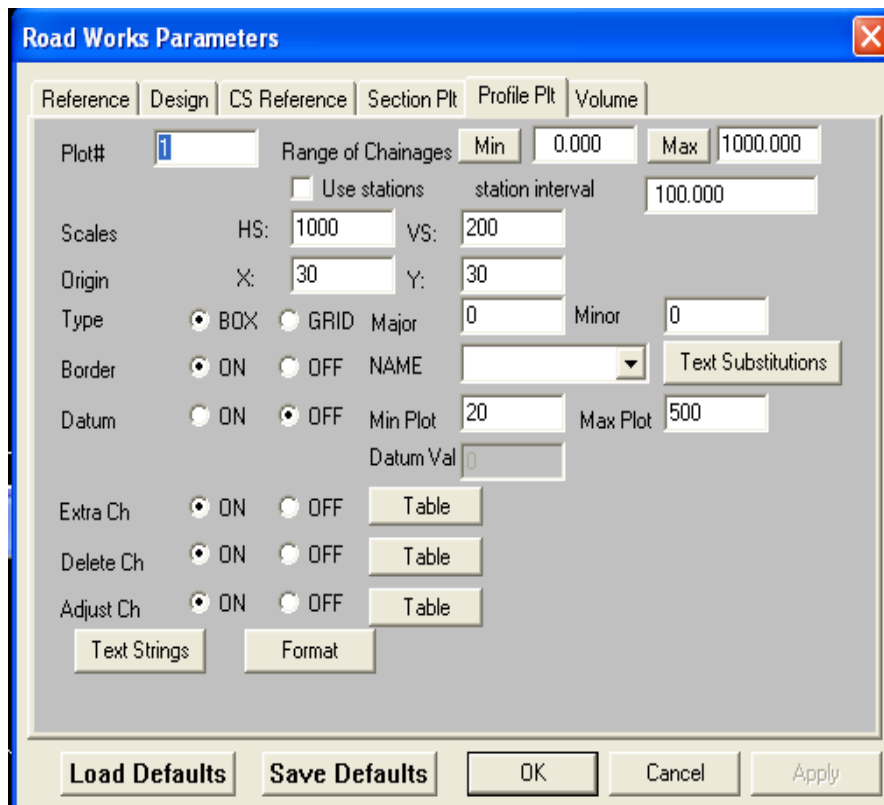 Road Works Parameters
Reference Design CS Reference Section Plt Profile Plt Volume
Plot# 1 Range of Chainages Min 0.000 Max 1000.000
Use stations station interval 100.000
Scales HS: 1000 VS: 200
Origin X: 30 Y: 30
Type BOX GRID Major 0 Minor 0
Border ON OFF NAME Text Substitutions
Datum ON OFF Min Plot 20 Max Plot 500
Datum Val 0
Extra Ch ON OFF Table
Delete Ch ON OFF Table
Adjust Ch ON OFF Table
Text Strings Format
Load Defaults Save Defaults OK Cancel Apply